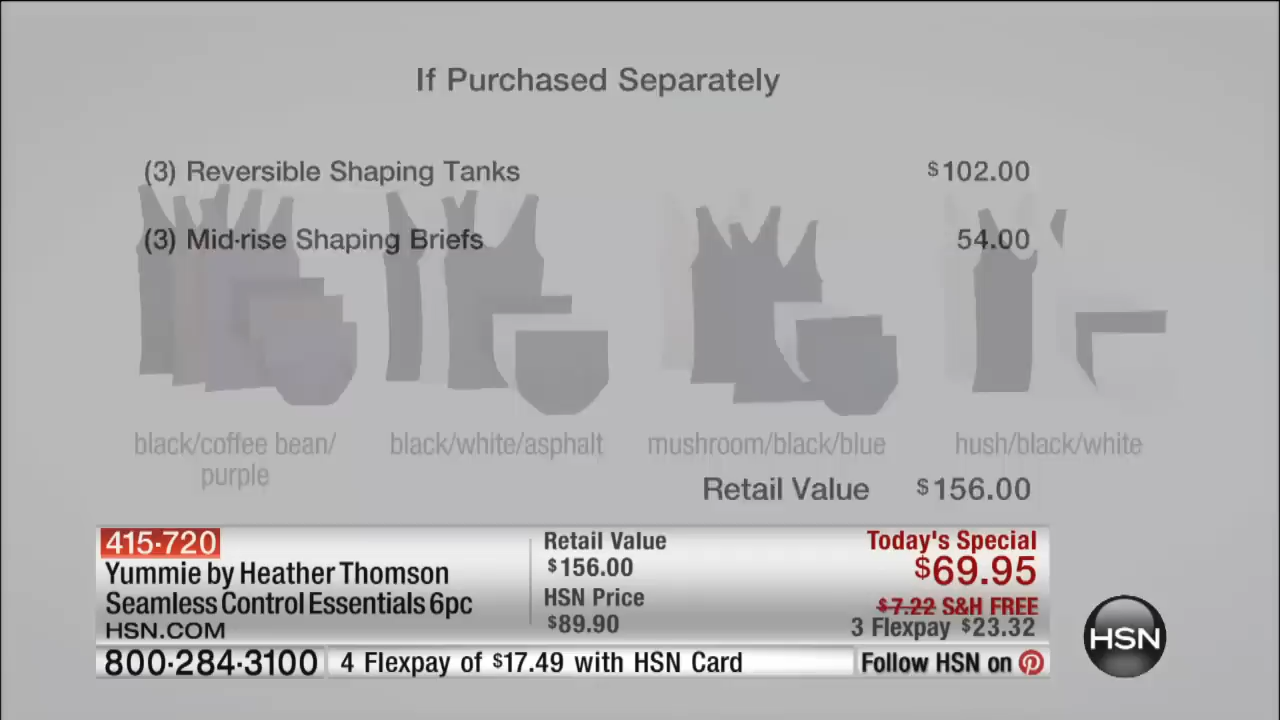 If Purchased Separately
(3) Reversible Shaping Tanks $102.00
(3) Mid-rise Shaping Briefs 54.00
black/coffee bean/
purple
black/white/asphalt
mushroom/black/blue
hush/black/white
Retail Value $156.00
415-720
Yummie by Heather Thomson
Seamless Control Essentials 6pc
HSN.COM
Retail Value
$156.00
HSN Price
$89.90
Today's Special
$69.95
$7.22 S&H FREE
3 Flexpay $23.32
800-284-3100
4 Flexpay of $17.49 with HSN Card
Follow HSN on
HSN